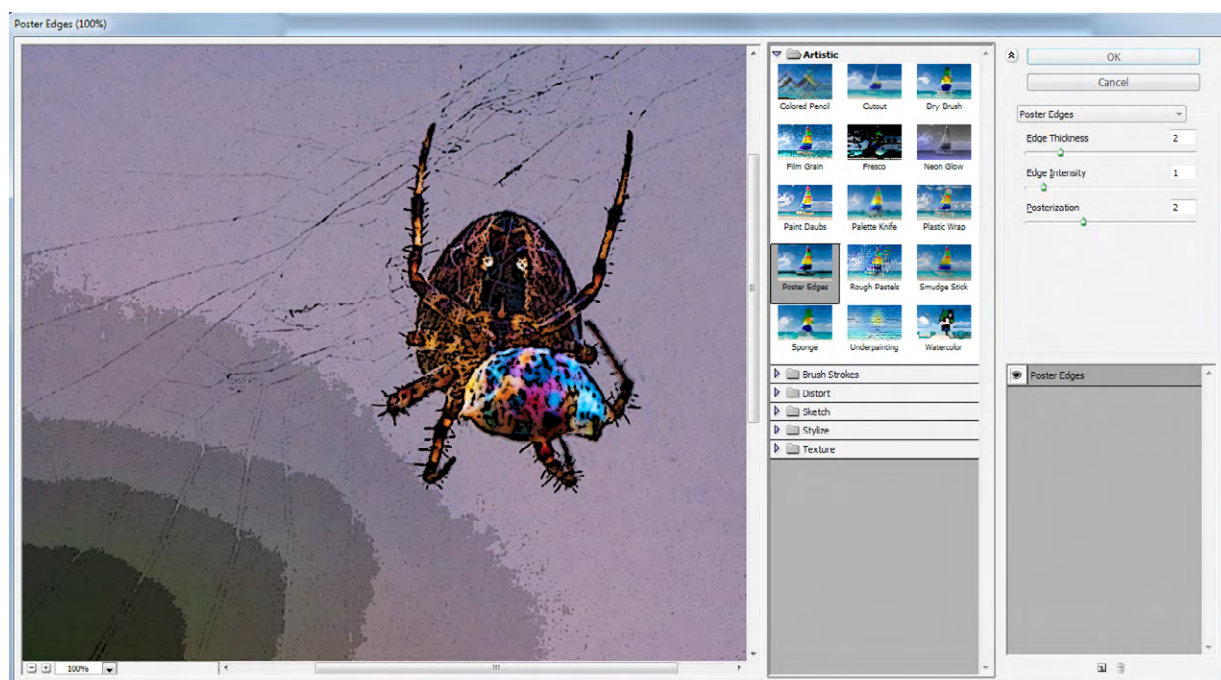 Poster Edges (100%)
Artistic
Colored Pencil
Cutout
Dry Brush
Film Grain
Fresco
Neon Glow
Paint Daubs
Palette Knife
Plastic Wrap
Poster Edges
Rough Pastels
Smudge Stick
Sponge
Underpainting
Watercolor
Brush Strokes
Distort
Sketch
Stylize
Texture
OK
Cancel
Poster Edges
Edge Thickness 2
Edge Intensity 1
Posterization 2
Poster Edges
100%